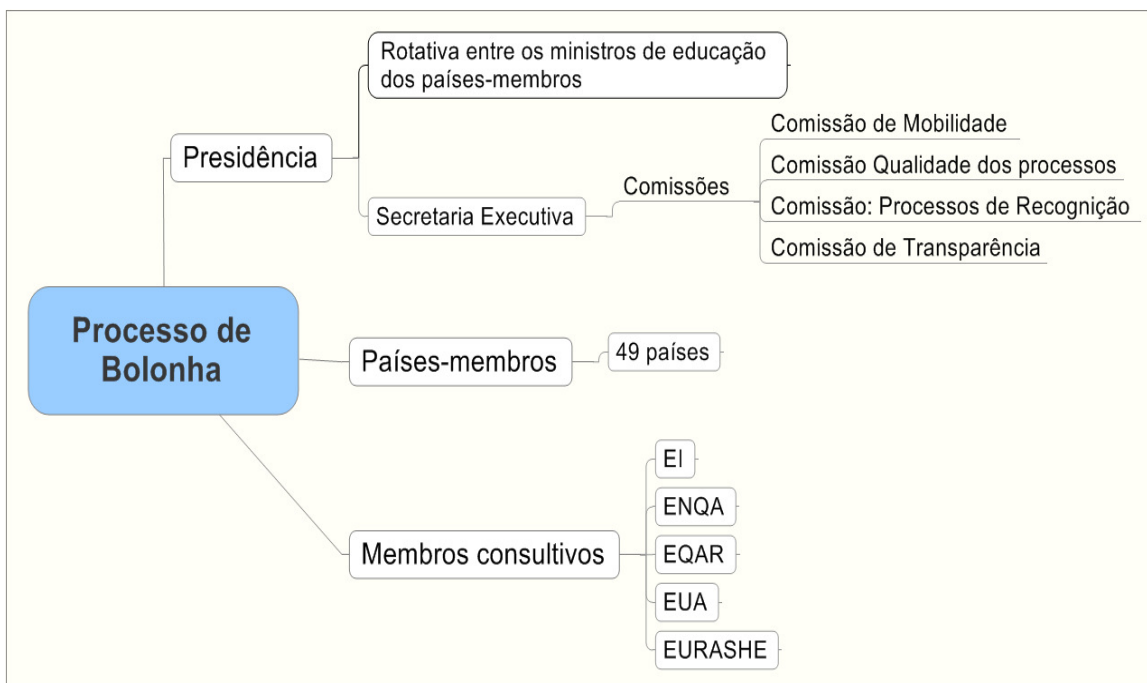 Rotativa entre os ministros de educação
dos países-membros
Presidência
Secretaria Executiva
Comissões
Comissão de Mobilidade
Comissão Qualidade dos processos
Comissão: Processos de Recognição
Comissão de Transparência
Processo de
Bolonha
Países-membros
49 países
Membros consultivos
EI
ENQA
EQAR
EUA
EURASHE